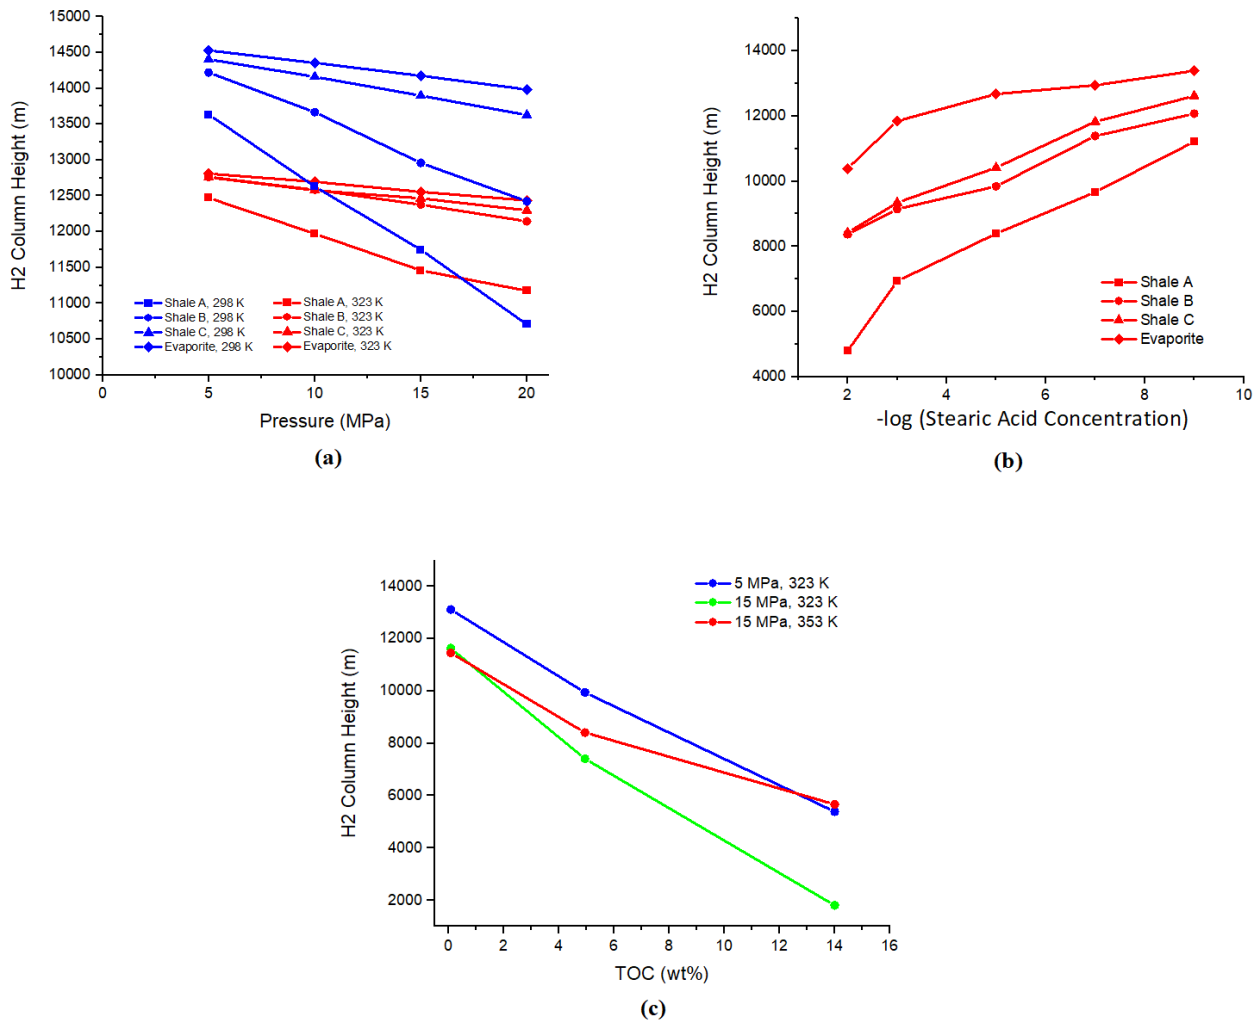 15000
14500
14000
13500
13000
12500
12000
11500
11000
10500
10000
H2 Column Height (m)
Shale A, 298 K
Shale B, 298 K
Shale C, 298 K
Evaporite, 298 K
Shale A, 323 K
Shale B, 323 K
Shale C, 323 K
Evaporite, 323 K
0 5 10 15 20
Pressure (MPa)
(a)
14000
12000
10000
8000
6000
4000
H2 Column Height (m)
Shale A
Shale B
Shale C
Evaporite
2 4 6 8 10
-log (Stearic Acid Concentration)
(b)
14000
12000
10000
8000
6000
4000
2000
H2 Column Height (m)
5 MPa, 323 K
15 MPa, 323 K
15 MPa, 353 K
0 2 4 6 8 10 12 14 16
TOC (wt%)
(c)